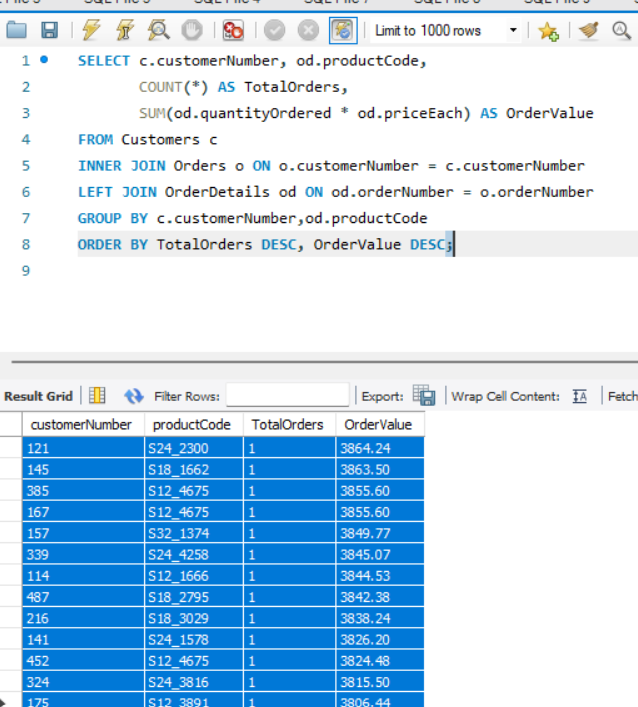 Limit to 1000 rows
1 SELECT c.customerNumber, od.productCode,
2 COUNT(*) AS TotalOrders,
3 SUM(od.quantityOrdered * od.priceEach) AS OrderValue
4 FROM Customers c
5 INNER JOIN Orders o ON o.customerNumber = c.customerNumber
6 LEFT JOIN OrderDetails od ON od.orderNumber = o.orderNumber
7 GROUP BY c.customerNumber,od.productCode
8 ORDER BY TotalOrders DESC, OrderValue DESC;
9
Result Grid Filter Rows: Export: Wrap Cell Content: Fetch
customerNumber productCode TotalOrders OrderValue
121 S24_2300 1 3864.24
145 S18_1662 1 3863.50
385 S12_4675 1 3855.60
167 S12_4675 1 3855.60
157 S32_1374 1 3849.77
339 S24_4258 1 3845.07
114 S12_1666 1 3844.53
487 S18_2795 1 3842.38
216 S18_3029 1 3838.24
141 S24_1578 1 3826.20
452 S12_4675 1 3824.48
324 S24_3816 1 3815.50
175 S12_3891 1 3806.44